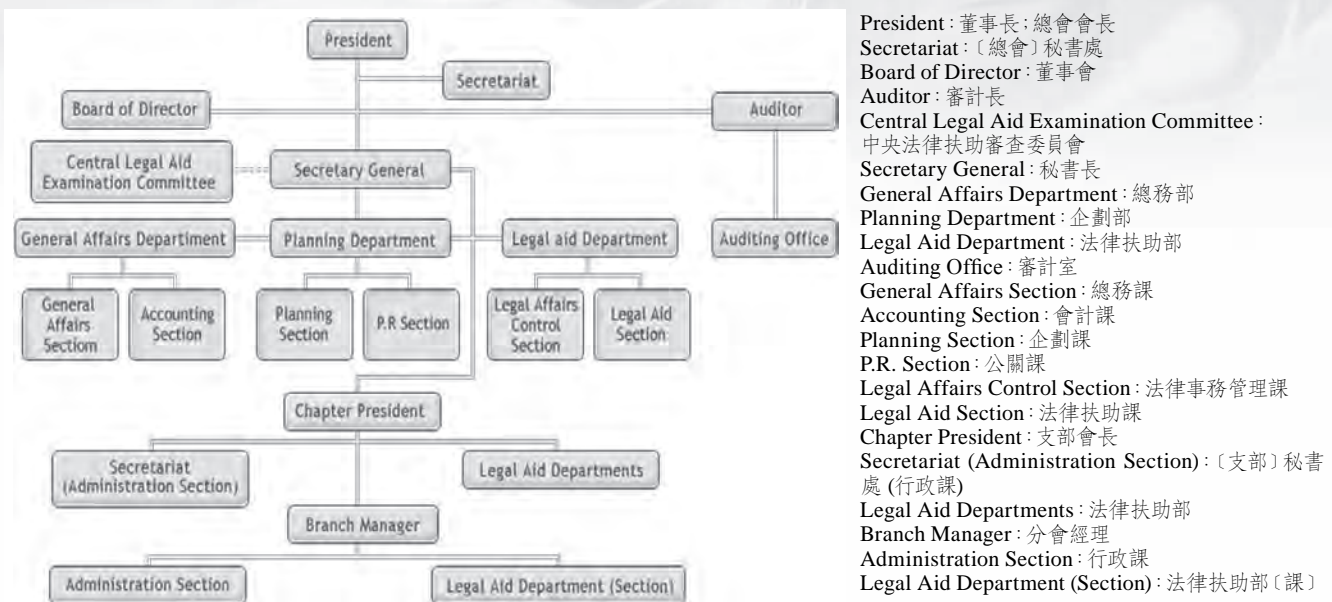 President
Secretariat
Board of Director
Auditor
Central Legal Aid
Examination Committee
Secretary General
General Affairs Departiment
Planning Department
Legal aid Department
Auditing Office
General
Affairs
Sectiom
Accounting
Section
Planning
Section
P.R Section
Legal Affairs
Control
Section
Legal Aid
Section
Chapter President
Secretariat
(Administration Section)
Legal Aid Departments
Branch Manager
Administration Section
Legal Aid Department (Section)
President：董事長；總會會長
Secretariat：〔總會〕秘書處
Board of Director：董事會
Auditor：審計長
Central Legal Aid Examination Committee：
中央法律扶助審查委員會
Secretary General：秘書長
General Affairs Department：總務部
Planning Department：企劃部
Legal Aid Department：法律扶助部
Auditing Office：審計室
General Affairs Section：總務課
Accounting Section：會計課
Planning Section：企劃課
P.R. Section：公關課
Legal Affairs Control Section：法律事務管理課
Legal Aid Section：法律扶助課
Chapter President：支部會長
Secretariat (Administration Section)：〔支部〕秘書
處 (行政課)
Legal Aid Departments：法律扶助部
Branch Manager：分會經理
Administration Section：行政課
Legal Aid Department (Section)：法律扶助部〔課〕